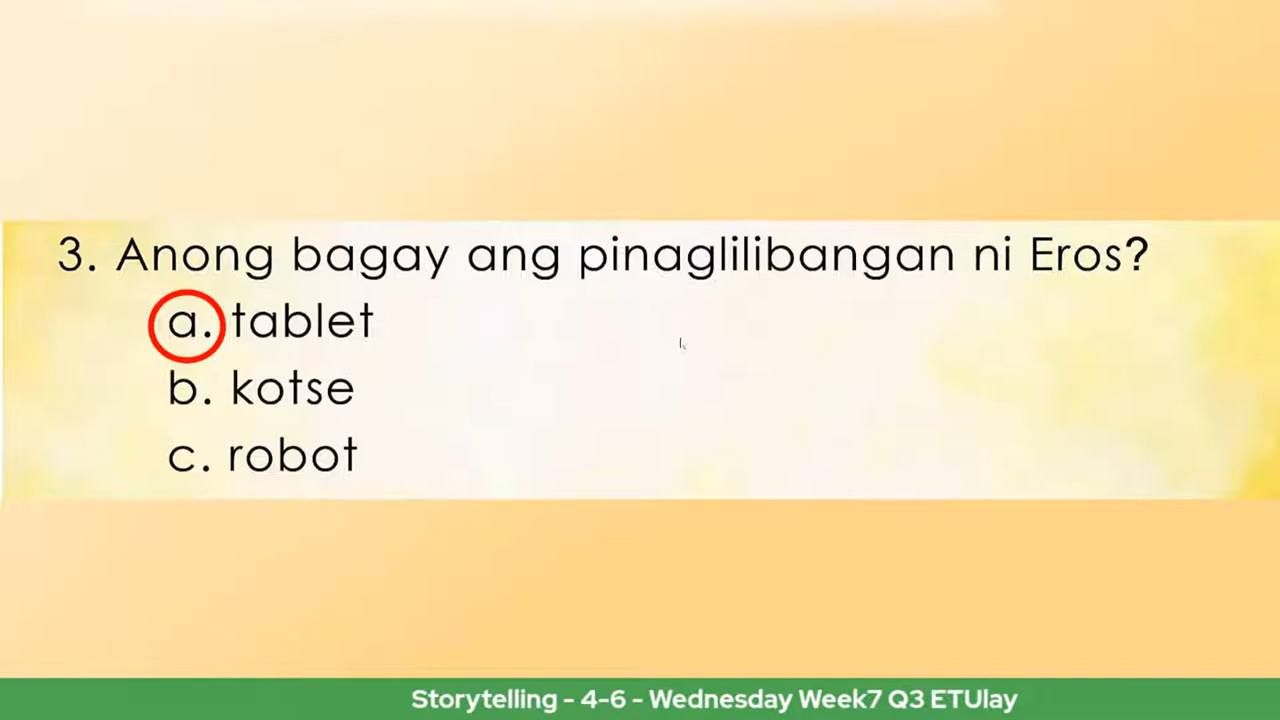 3. Anong bagay ang pinaglilibangan ni Eros?
a. tablet
b. kotse
c. robot
Storytelling - 4-6 - Wednesday Week7 Q3 ETUlay